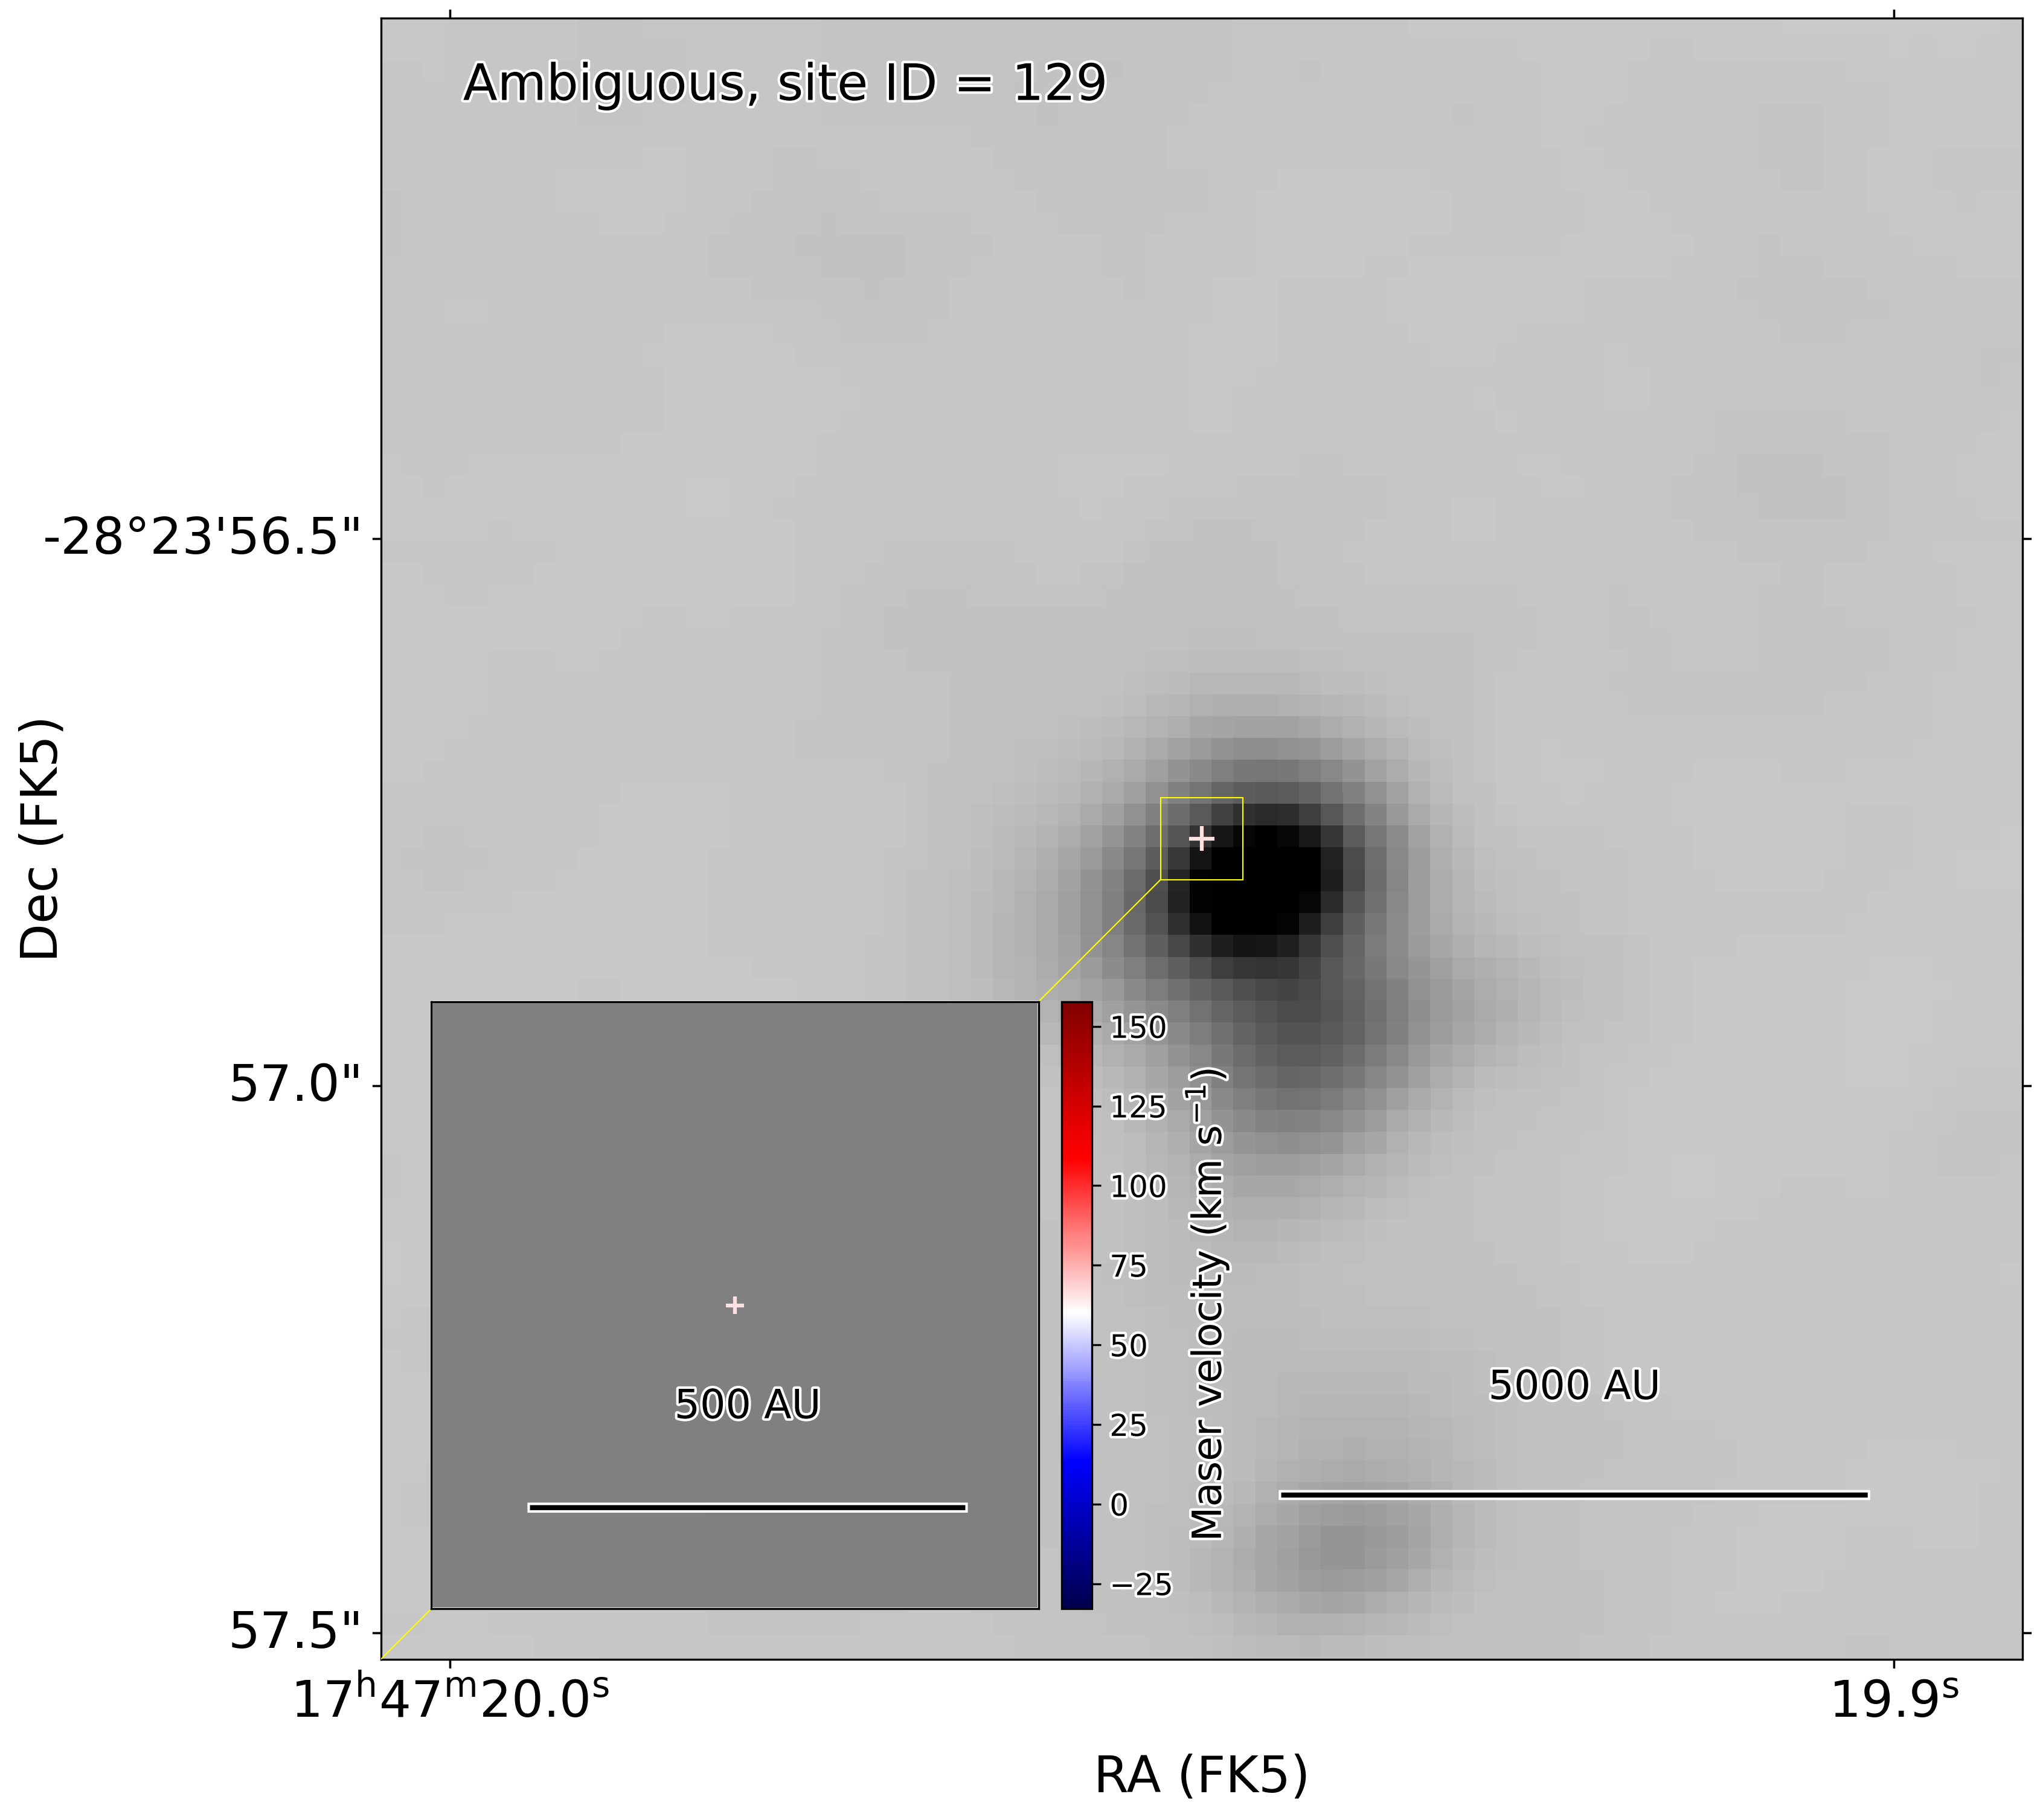 Ambiguous, site ID = 129
Dec (FK5)
-28°23'56.5"
57.0"
57.5"
500 AU
150
125
100
75
50
25
0
−25
Maser velocity (km s⁻¹)
5000 AU
17ʰ47ᵐ20.0ˢ
19.9ˢ
RA (FK5)